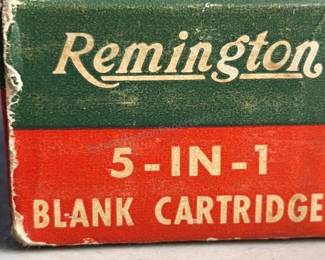 Remington
5-IN-1
BLANK CARTRIDGE